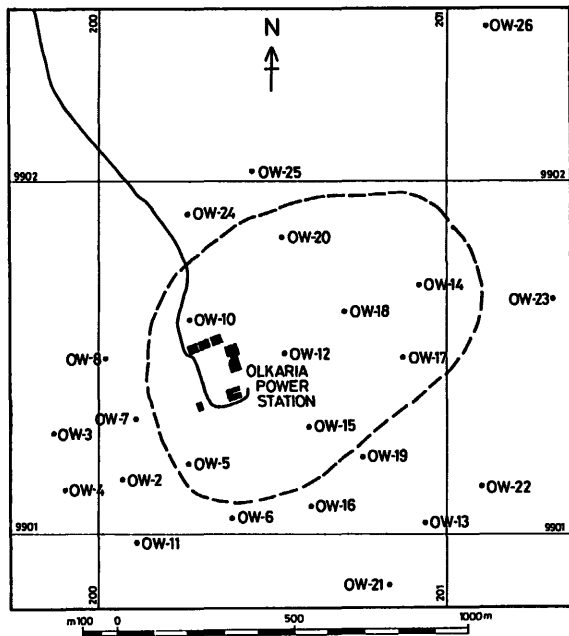 200
201
OW-26
N
OW-25
9902
9902
OW-24
OW-20
OW-14
OW-23
OW-18
OW-10
OW-8
OW-12
OW-17
OLKARIA
POWER
STATION
OW-7
OW-3
OW-15
OW-19
OW-5
OW-2
OW-4
OW-22
OW-16
OW-6
OW-13
9901
9901
OW-11
OW-21
200
201
m100 0 500 1000m